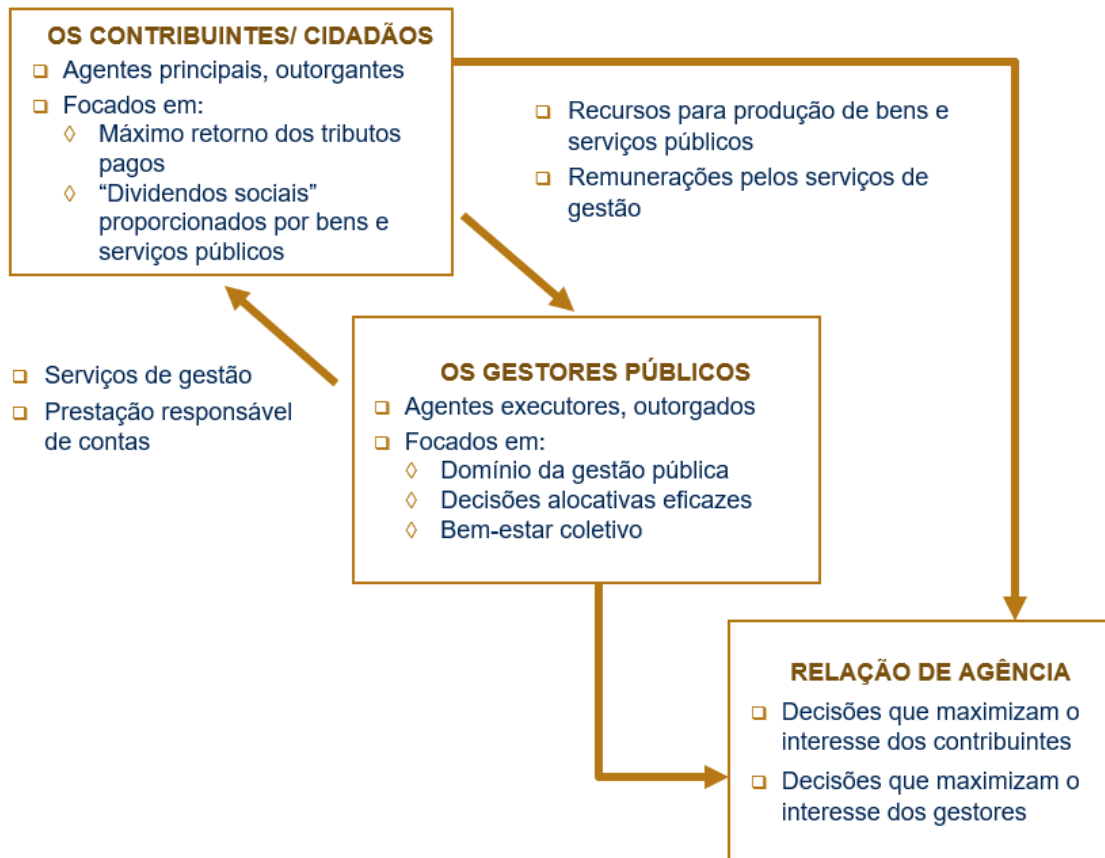 OS CONTRIBUINTES/ CIDADÃOS
Agentes principais, outorgantes
Focados em:
Máximo retorno dos tributos
pagos
“Dividendos sociais”
proporcionados por bens e
serviços públicos
Recursos para produção de bens e
serviços públicos
Remunerações pelos serviços de
gestão
Serviços de gestão
Prestação responsável
de contas
OS GESTORES PÚBLICOS
Agentes executores, outorgados
Focados em:
Domínio da gestão pública
Decisões alocativas eficazes
Bem-estar coletivo
RELAÇÃO DE AGÊNCIA
Decisões que maximizam o
interesse dos contribuintes
Decisões que maximizam o
interesse dos gestores